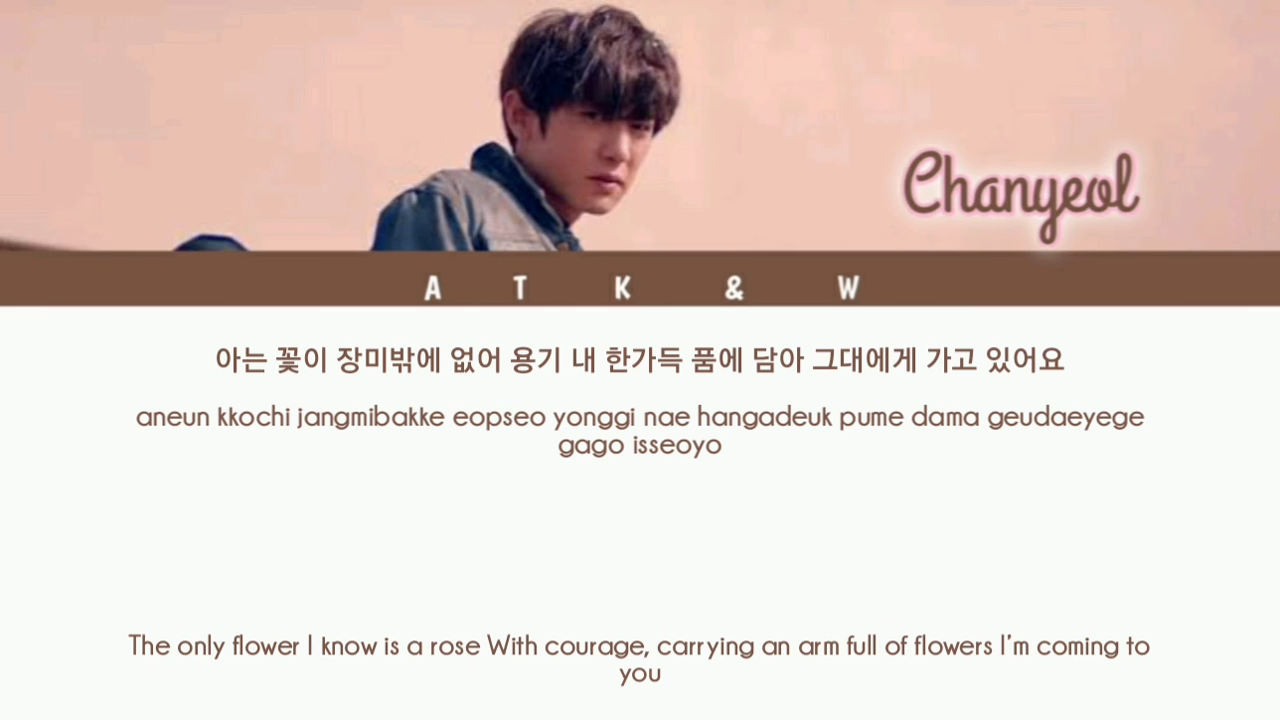 Chanyeol
A T K & W
아는 꽃이 장미밖에 없어 용기 내 한가득 품에 담아 그대에게 가고 있어요
aneun kkochi jangmibakke eopseo yonggi nae hangadeuk pume dama geudaeyege
gago isseoyo
The only flower I know is a rose With courage, carrying an arm full of flowers I'm coming to
you